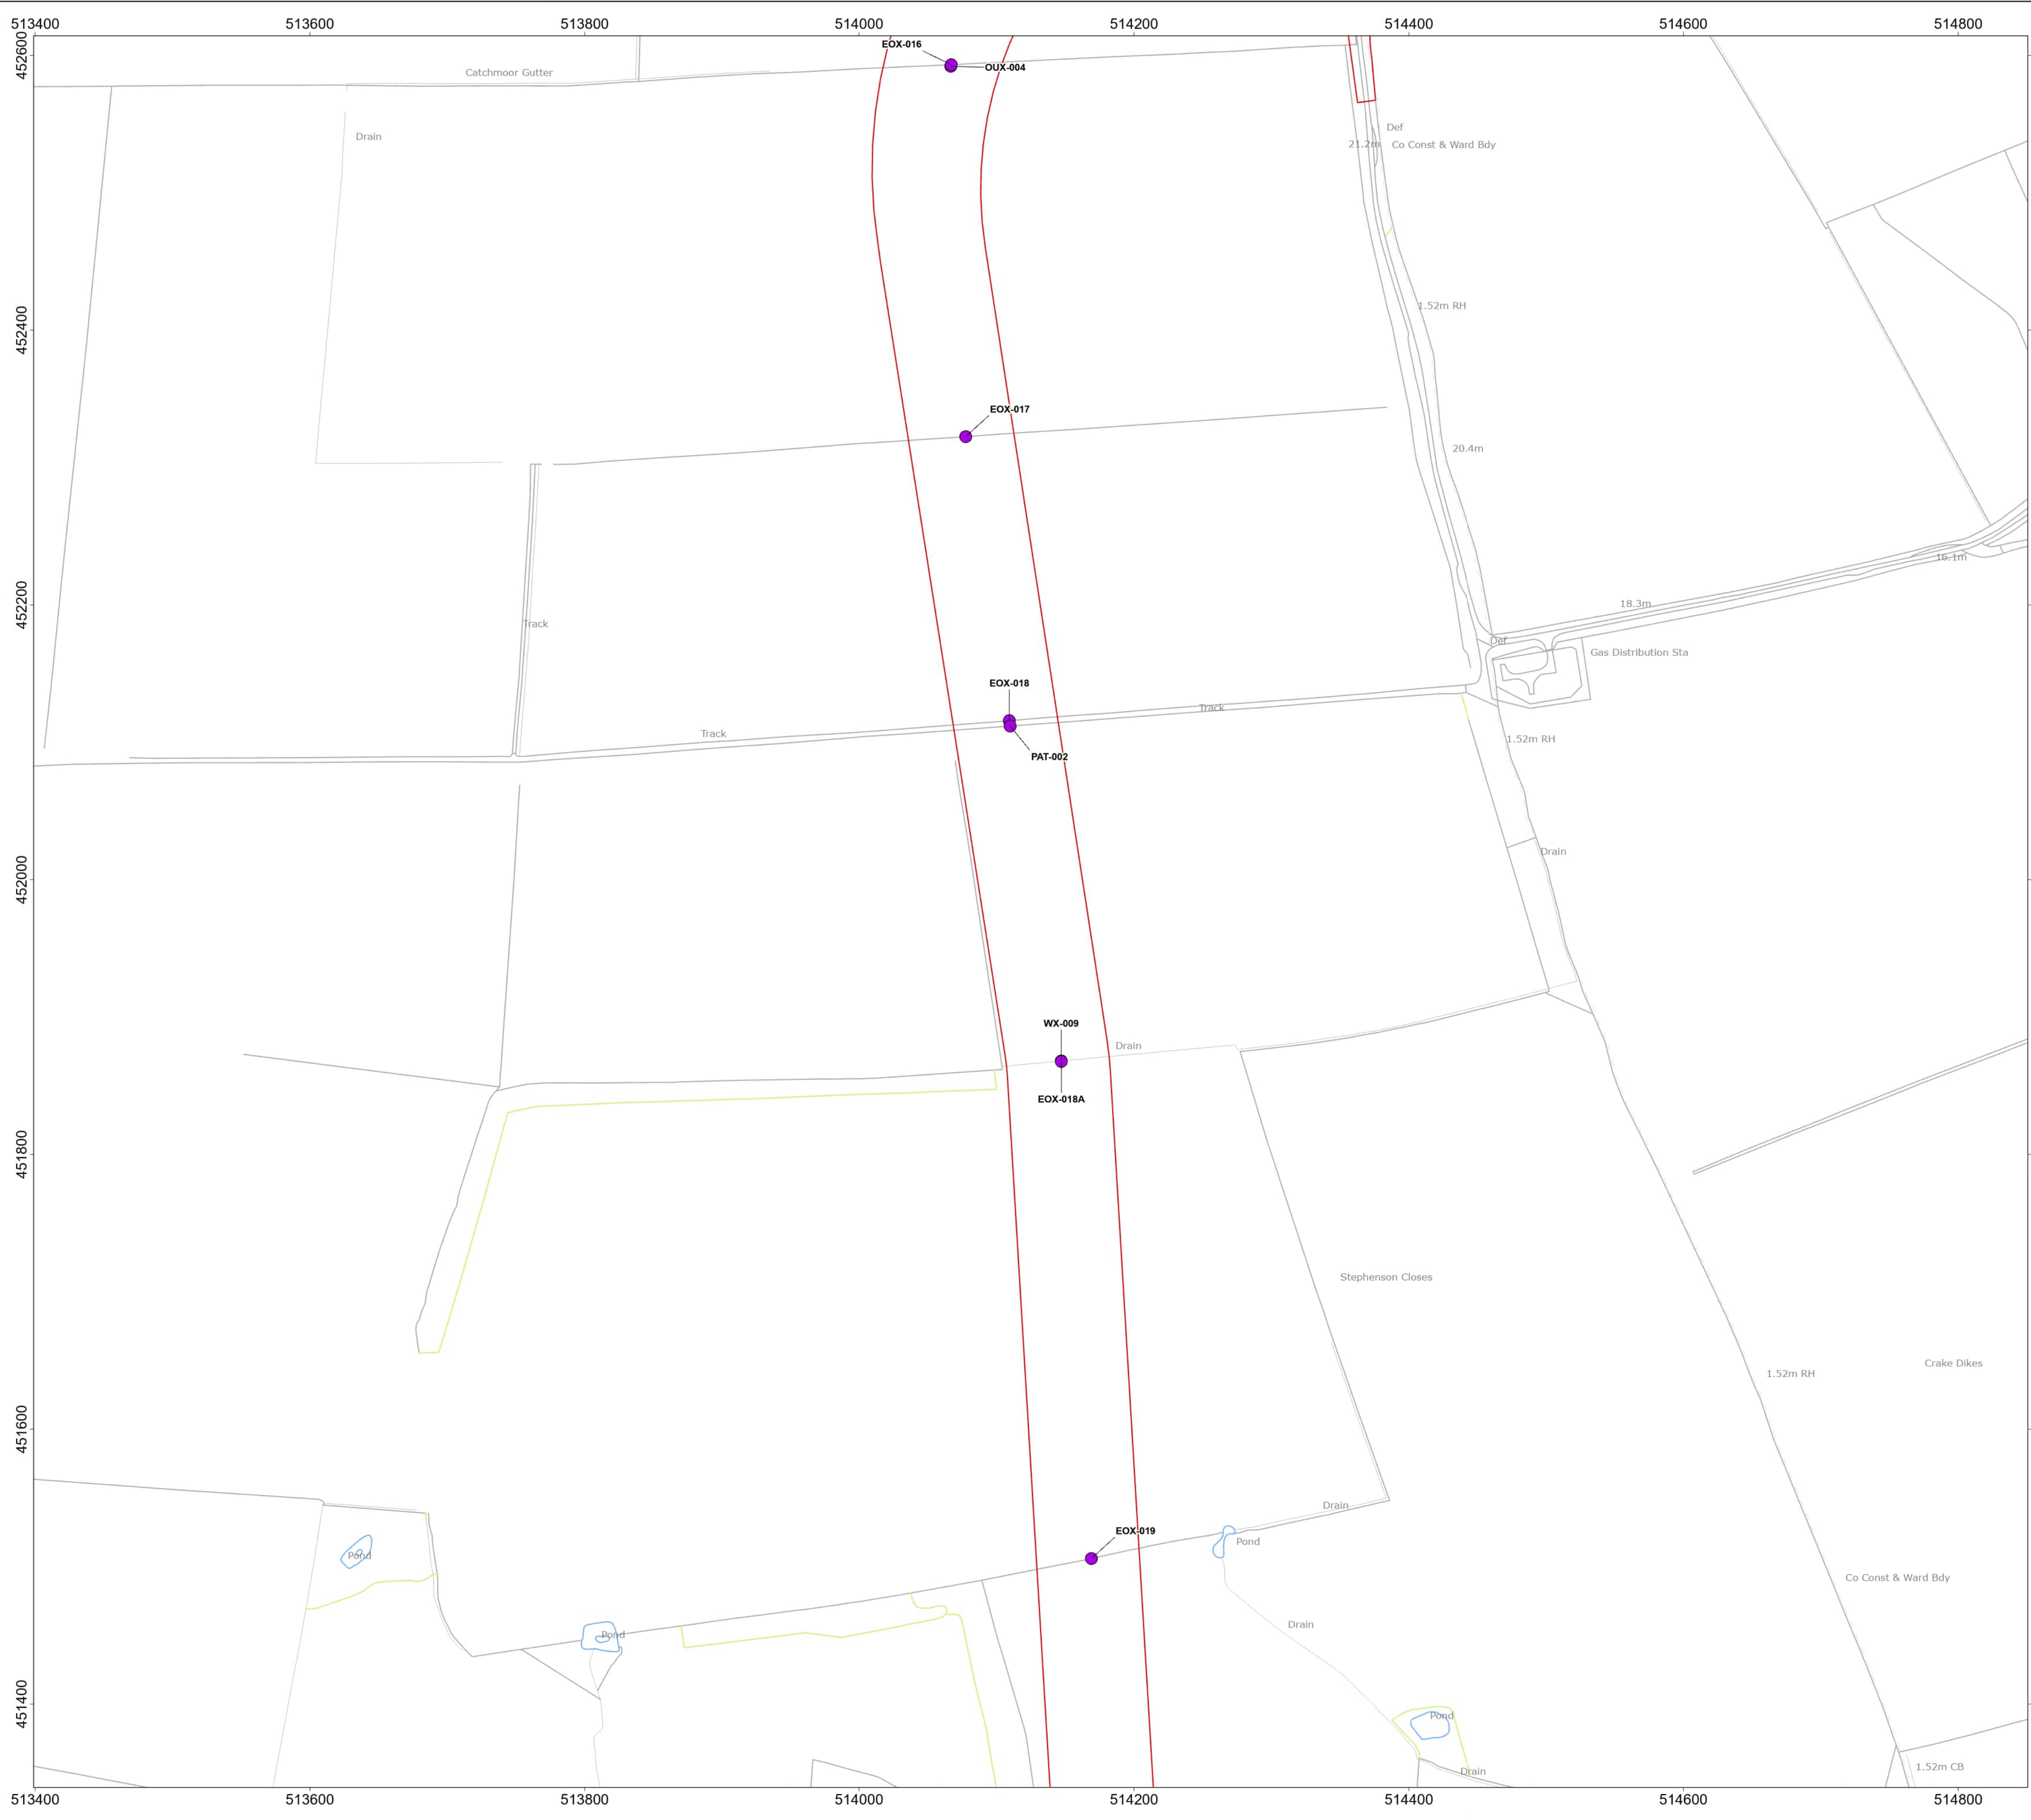 513400 513600 513800 514000 514200 514400 514600 514800
452600
EOX-016
OUX-004
Catchmoor Gutter
Def
Drain
21.2m
Co Const & Ward Bdy
1.52m RH
452400
EOX-017
20.4m
16.1m
452200
18.3m
Track
Def
Gas Distribution Sta
EOX-018
Track
Track
1.52m RH
PAT-002
Drain
452000
WX-009
Drain
EOX-018A
451800
Stephenson Closes
Crake Dikes
1.52m RH
451600
Drain
EOX-019
Pond
Pond
Co Const & Ward Bdy
Drain
Pond
451400
Pond
1.52m CB
Drain
513400 513600 513800 514000 514200 514400 514600 514800